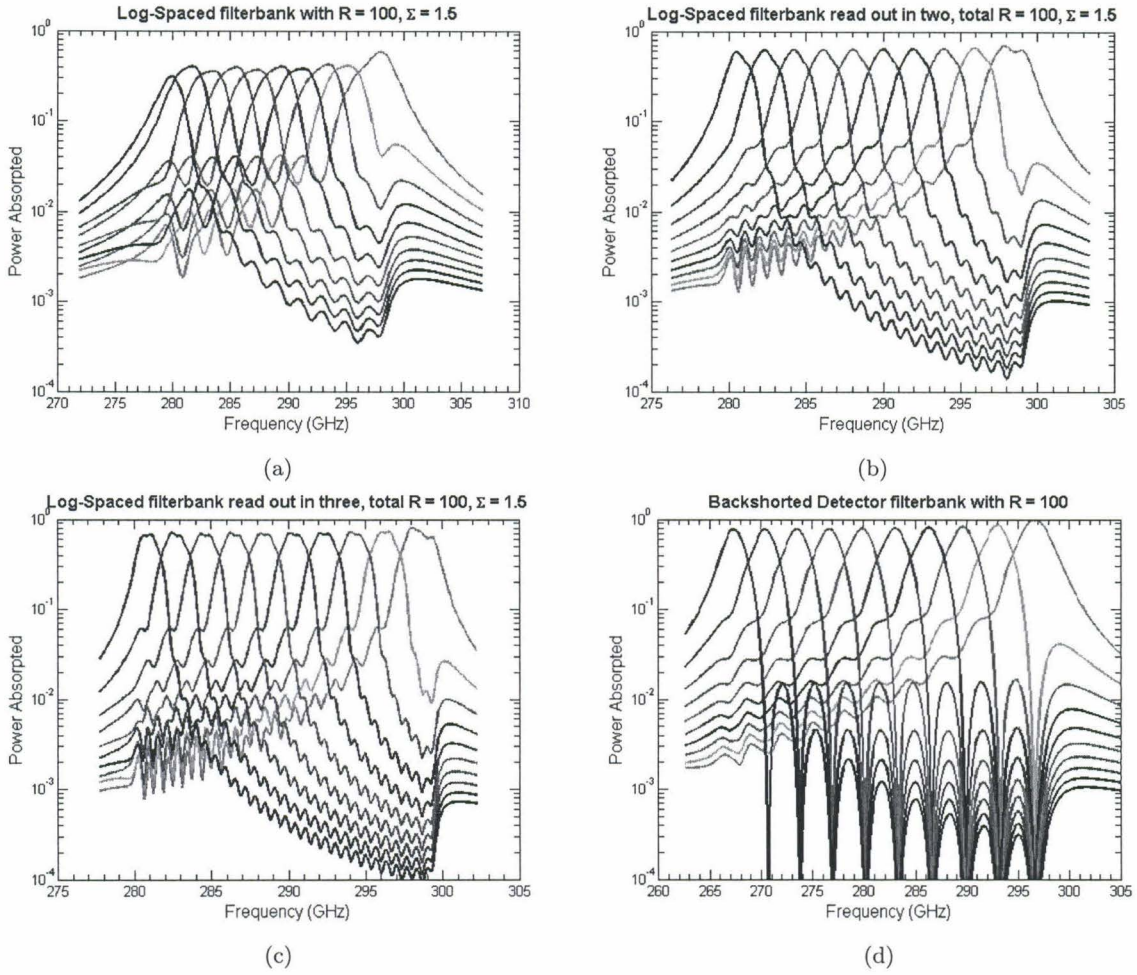 Log-Spaced filterbank with R = 100, Σ = 1.5
Power Absorpted
10^0
10^-1
10^-2
10^-3
10^-4
270 275 280 285 290 295 300 305 310
Frequency (GHz)
(a)
Log-Spaced filterbank read out in two, total R = 100, Σ = 1.5
Power Absorpted
10^0
10^-1
10^-2
10^-3
10^-4
275 280 285 290 295 300 305
Frequency (GHz)
(b)
Log-Spaced filterbank read out in three, total R = 100, Σ = 1.5
Power Absorpted
10^0
10^-1
10^-2
10^-3
10^-4
275 280 285 290 295 300 305
Frequency (GHz)
(c)
Backshorted Detector filterbank with R = 100
Power Absorpted
10^0
10^-1
10^-2
10^-3
10^-4
260 265 270 275 280 285 290 295 300 305
Frequency (GHz)
(d)